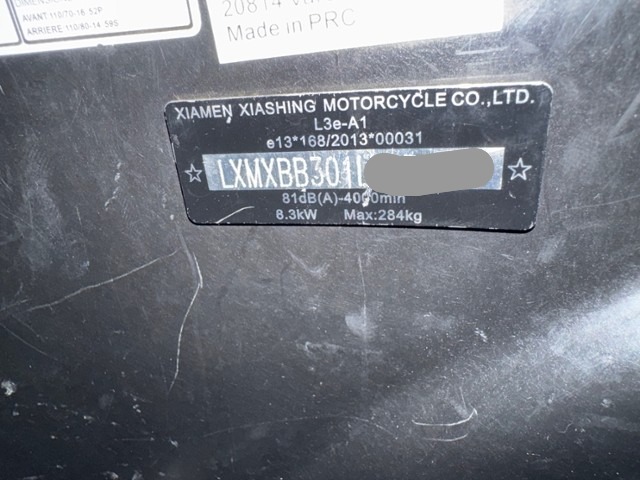 AVANT 110/70-16 52P
ARRIERE 110/80-14 59S
20814
Made in PRC
XIAMEN XIASHING MOTORCYCLE CO.,LTD.
L3e-A1
e13*168/2013*00031
☆ LXMXBB301L ☆
81dB(A)-4000min
8.3kW Max:284kg